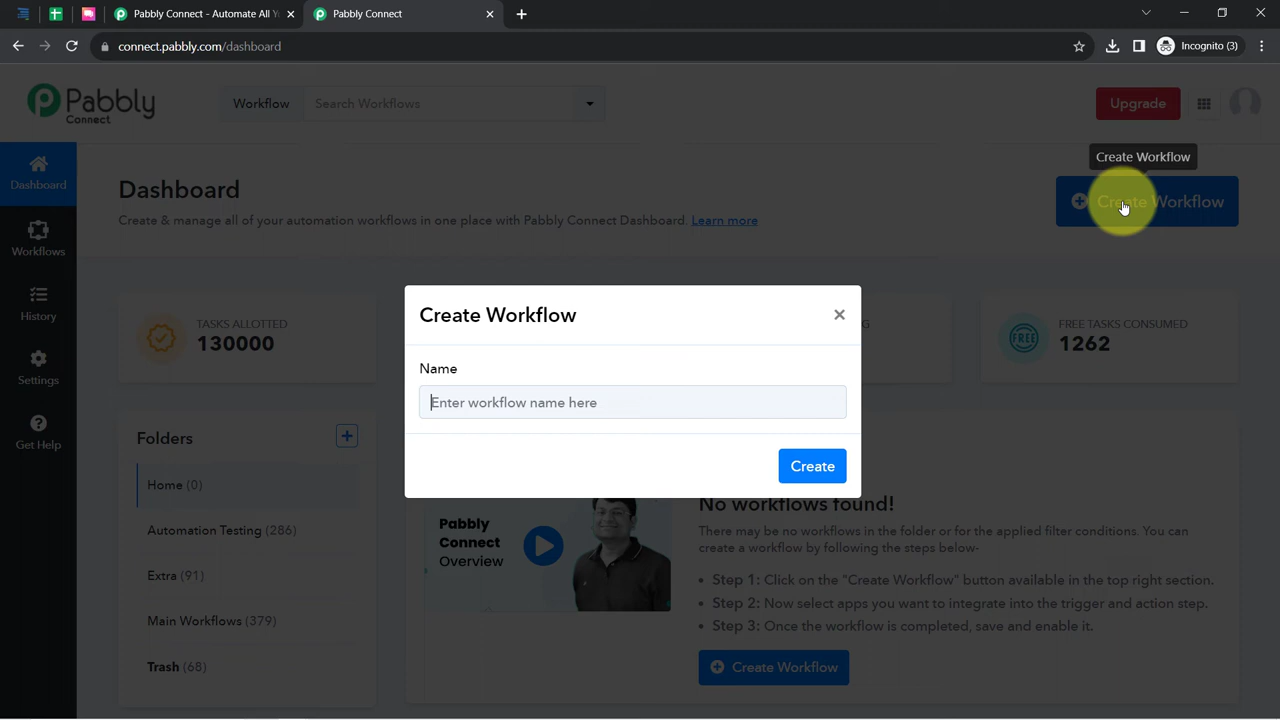 Pabbly Connect - Automate All Y
Pabbly Connect
connect.pabbly.com/dashboard
Incognito (3)
Pabbly
Connect
Workflow
Search Workflows
Upgrade
Create Workflow
Dashboard
Workflows
History
Settings
Get Help
Dashboard
Create & manage all of your automation workflows in one place with Pabbly Connect Dashboard. Learn more
Create Workflow
TASKS ALLOTTED
130000
G
FREE
FREE TASKS CONSUMED
1262
Create Workflow
Name
Enter workflow name here
Create
Folders
Home (0)
Automation Testing (286)
Extra (91)
Main Workflows (379)
Trash (68)
Pabbly
Connect
Overview
No workflows found!
There may be no workflows in the folder or for the applied filter conditions. You can
create a workflow by following the steps below-
• Step 1: Click on the "Create Workflow" button available in the top right section.
• Step 2: Now select apps you want to integrate into the trigger and action step.
• Step 3: Once the workflow is completed, save and enable it.
Create Workflow